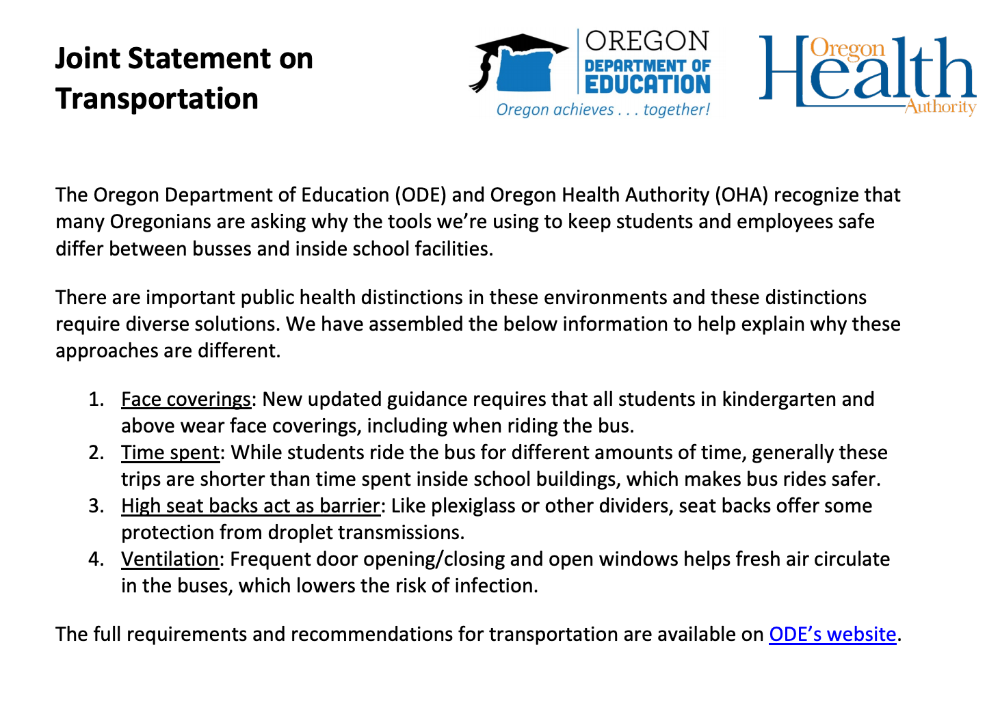 Joint Statement on
Transportation
OREGON
DEPARTMENT OF
EDUCATION
Oregon achieves . . . together!
Oregon
Health
Authority
The Oregon Department of Education (ODE) and Oregon Health Authority (OHA) recognize that
many Oregonians are asking why the tools we’re using to keep students and employees safe
differ between busses and inside school facilities.
There are important public health distinctions in these environments and these distinctions
require diverse solutions. We have assembled the below information to help explain why these
approaches are different.
1. Face coverings: New updated guidance requires that all students in kindergarten and
above wear face coverings, including when riding the bus.
2. Time spent: While students ride the bus for different amounts of time, generally these
trips are shorter than time spent inside school buildings, which makes bus rides safer.
3. High seat backs act as barrier: Like plexiglass or other dividers, seat backs offer some
protection from droplet transmissions.
4. Ventilation: Frequent door opening/closing and open windows helps fresh air circulate
in the buses, which lowers the risk of infection.
The full requirements and recommendations for transportation are available on ODE’s website.